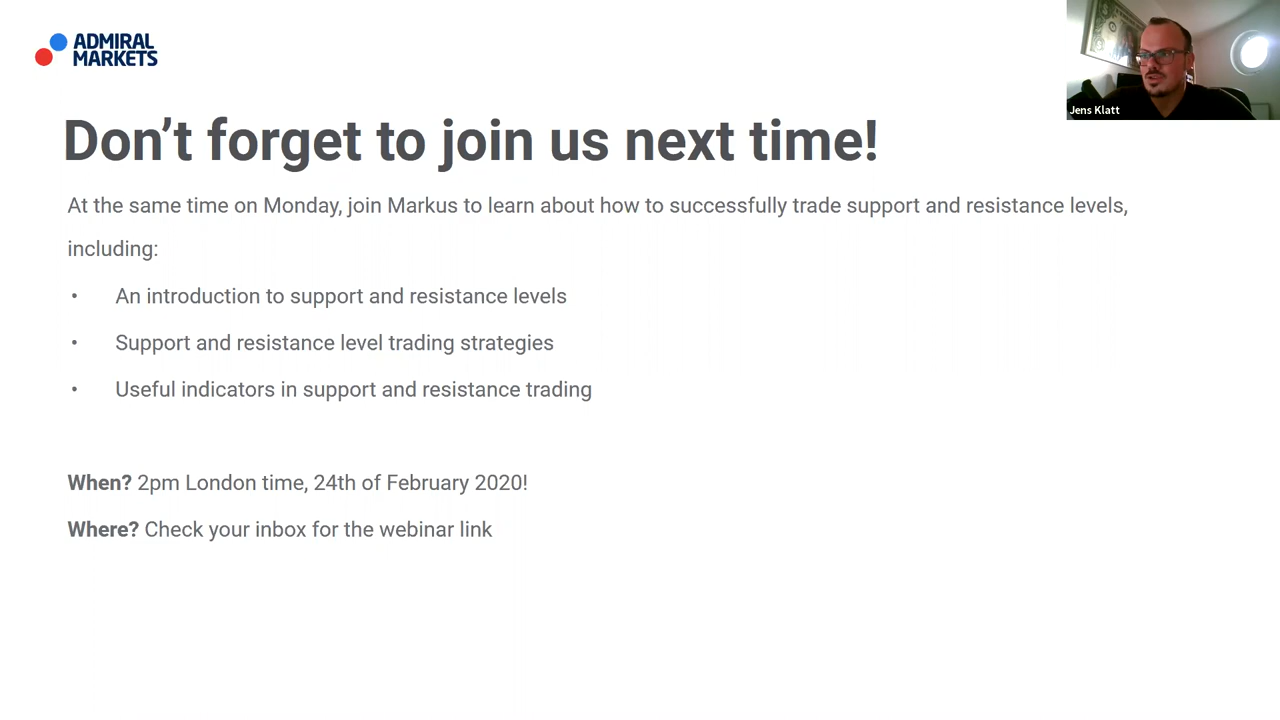 ADMIRAL
MARKETS
Jens Klatt
Don’t forget to join us next time!
At the same time on Monday, join Markus to learn about how to successfully trade support and resistance levels,
including:
• An introduction to support and resistance levels
• Support and resistance level trading strategies
• Useful indicators in support and resistance trading
When? 2pm London time, 24th of February 2020!
Where? Check your inbox for the webinar link